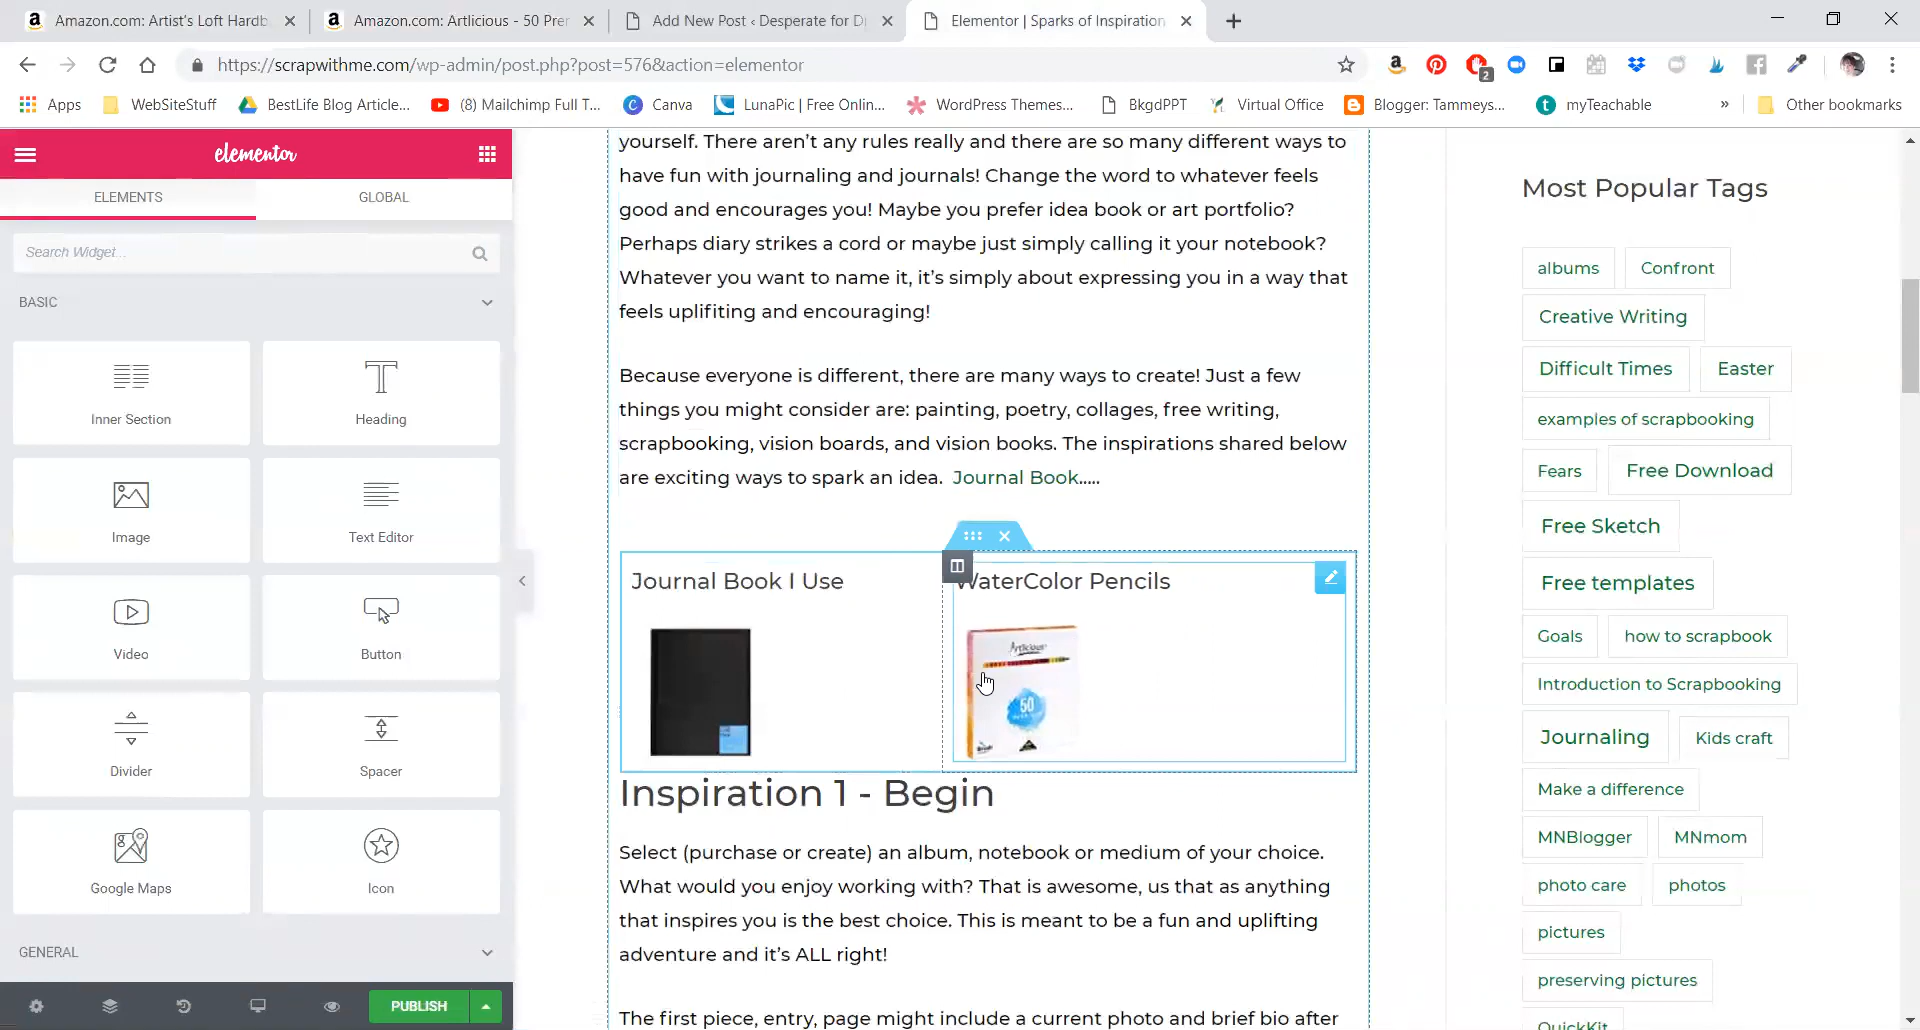 Amazon.com: Artist's Loft Hardb
Amazon.com: Artlicious - 50 Prer
Add New Post ‹ Desperate for Di
Elementor | Sparks of Inspiration
https://scrapwithme.com/wp-admin/post.php?post=576&action=elementor
2
Apps
WebSiteStuff
BestLife Blog Article...
(8) Mailchimp Full T...
Canva
LunaPic | Free Onlin...
WordPress Themes...
BkgdPPT
Virtual Office
Blogger: Tammeys...
myTeachable
»
Other bookmarks
elementor
ELEMENTS
GLOBAL
Search Widget...
BASIC
Inner Section
Heading
Image
Text Editor
Video
Button
Divider
Spacer
Google Maps
Icon
GENERAL
PUBLISH
yourself. There aren't any rules really and there are so many different ways to
have fun with journaling and journals! Change the word to whatever feels
good and encourages you! Maybe you prefer idea book or art portfolio?
Perhaps diary strikes a cord or maybe just simply calling it your notebook?
Whatever you want to name it, it's simply about expressing you in a way that
feels uplifiting and encouraging!
Because everyone is different, there are many ways to create! Just a few
things you might consider are: painting, poetry, collages, free writing,
scrapbooking, vision boards, and vision books. The inspirations shared below
are exciting ways to spark an idea. Journal Book.....
Journal Book I Use
WaterColor Pencils
Artlicious
50
Inspiration 1 - Begin
Select (purchase or create) an album, notebook or medium of your choice.
What would you enjoy working with? That is awesome, us that as anything
that inspires you is the best choice. This is meant to be a fun and uplifting
adventure and it's ALL right!
The first piece, entry, page might include a current photo and brief bio after
Most Popular Tags
albums
Confront
Creative Writing
Difficult Times
Easter
examples of scrapbooking
Fears
Free Download
Free Sketch
Free templates
Goals
how to scrapbook
Introduction to Scrapbooking
Journaling
Kids craft
Make a difference
MNBlogger
MNmom
photo care
photos
pictures
preserving pictures
QuickKit